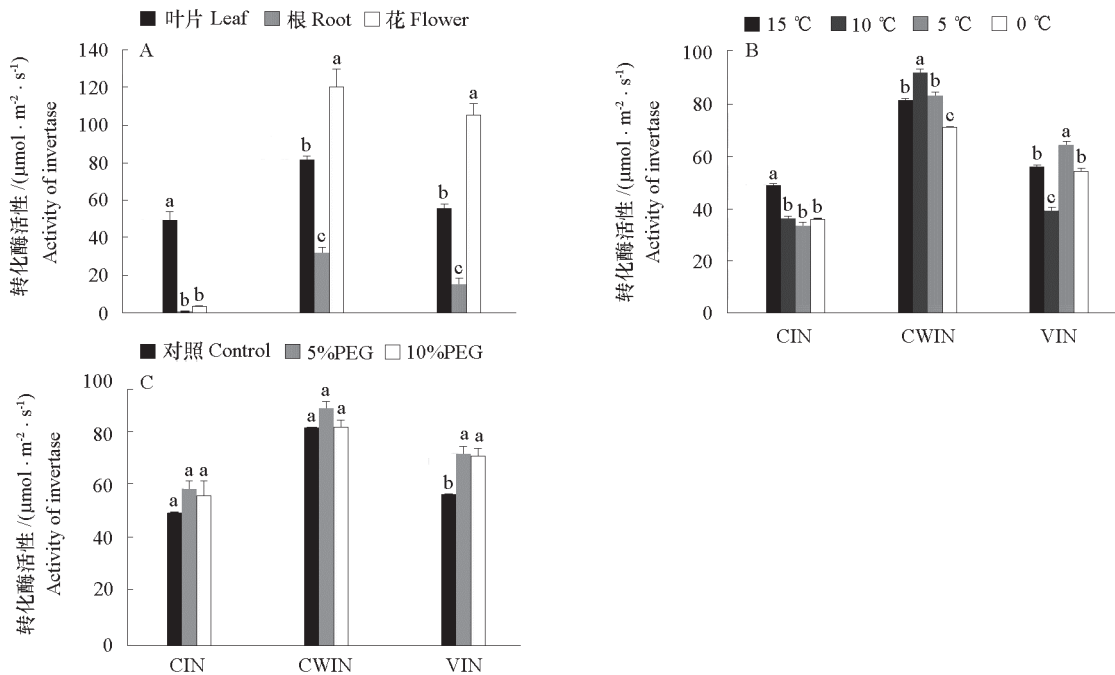 叶片 Leaf 根 Root 花 Flower
A
转化酶活性 /(μmol · m⁻² · s⁻¹)
Activity of invertase
140
120
100
80
60
40
20
0
a
b b
b
c
a
b
c
a
15 ℃ 10 ℃ 5 ℃ 0 ℃
B
转化酶活性 /(μmol · m⁻² · s⁻¹)
Activity of invertase
100
80
60
40
20
0
a
b b b
b
a
b
c
b
c
a
b
CIN CWIN VIN
对照 Control 5%PEG 10%PEG
C
转化酶活性 /(μmol · m⁻² · s⁻¹)
Activity of invertase
100
80
60
40
20
0
a
a a
a
a
a
b
a a
CIN CWIN VIN